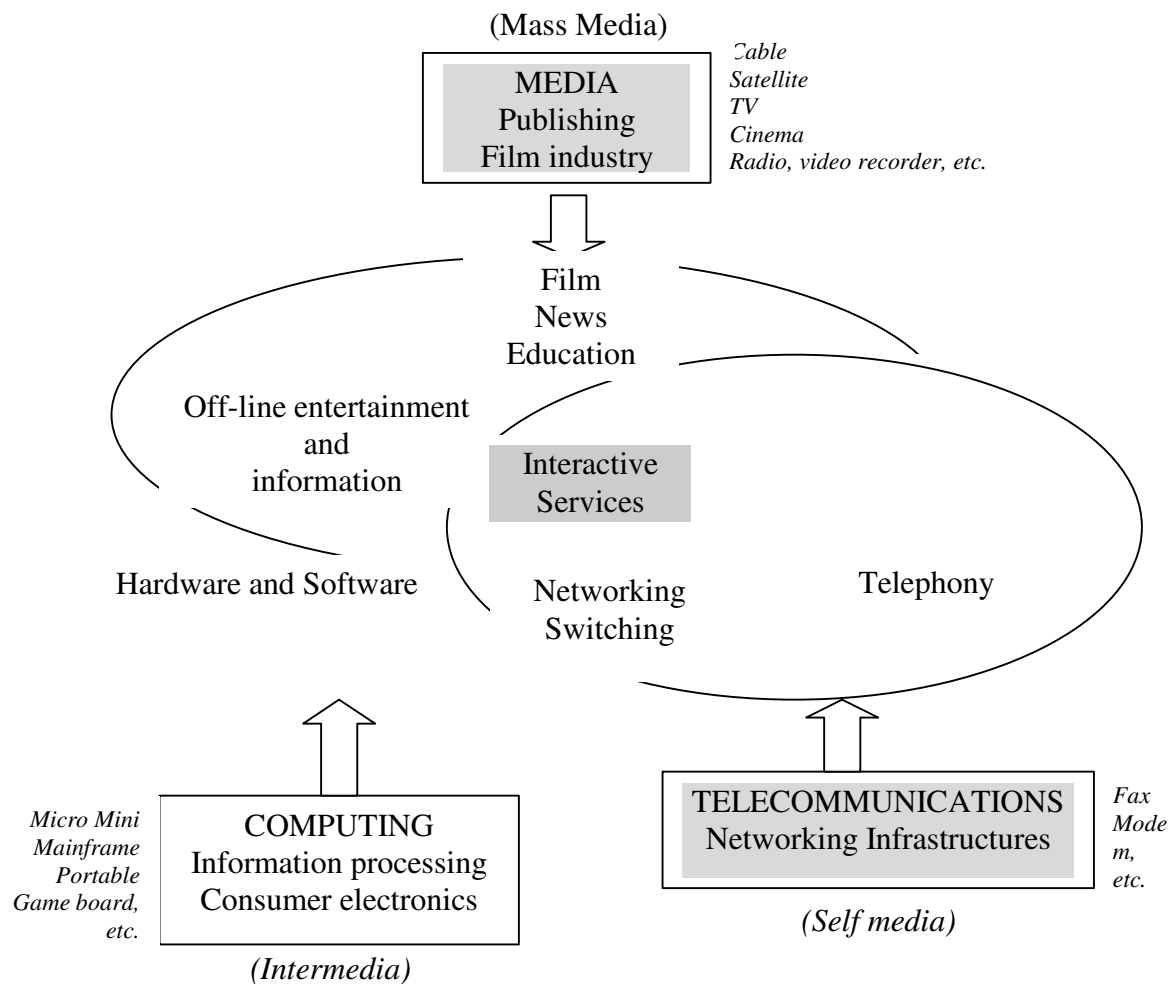 (Mass Media)
MEDIA
Publishing
Film industry
Cable
Satellite
TV
Cinema
Radio, video recorder, etc.
Film
News
Education
Off-line entertainment
and
information
Interactive
Services
Hardware and Software
Networking
Switching
Telephony
Micro Mini
Mainframe
Portable
Game board,
etc.
COMPUTING
Information processing
Consumer electronics
(Intermedia)
TELECOMMUNICATIONS
Networking Infrastructures
(Self media)
Fax
Mode
m,
etc.